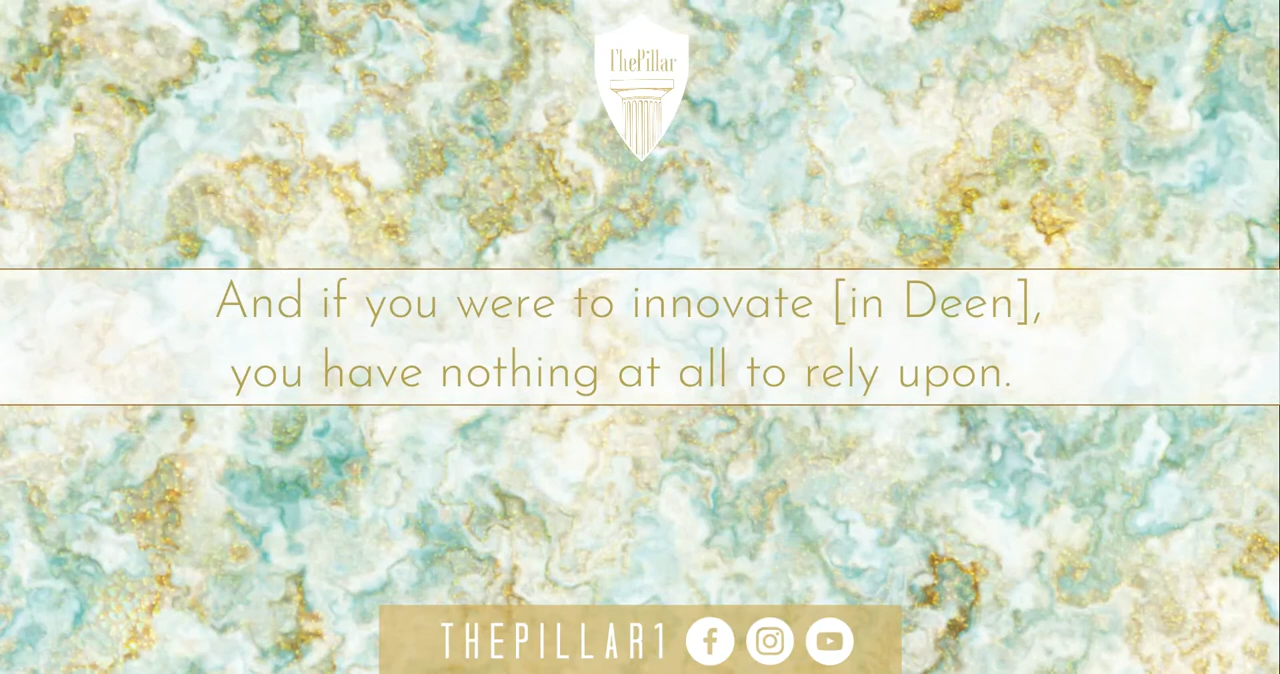 ThePillar
And if you were to innovate [in Deen],
you have nothing at all to rely upon.
THEPILLAR1